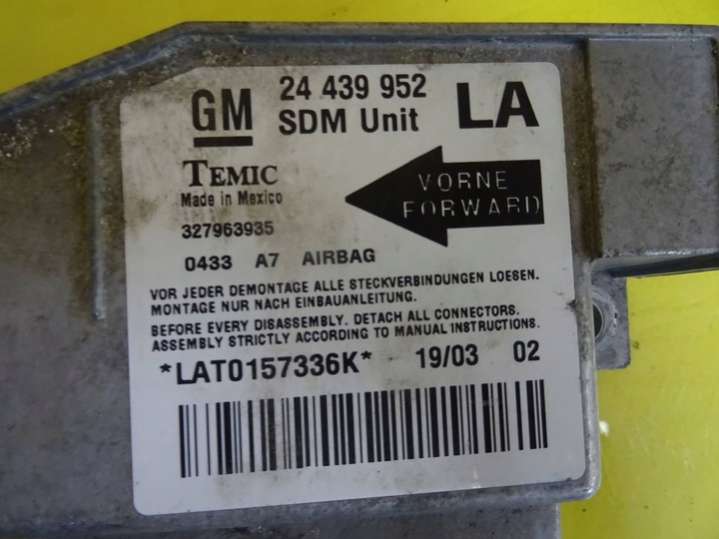 GM 24 439 952 LA
SDM Unit
TEMIC
Made in Mexico
VORNE
FORWARD
327963935
0433 A7 AIRBAG
VOR JEDER DEMONTAGE ALLE STECKVERBINDUNGEN LOESEN.
MONTAGE NUR NACH EINBAUANLEITUNG.
BEFORE EVERY DISASSEMBLY. DETACH ALL CONNECTORS.
ASSEMBLY STRICTLY ACCORDING TO MANUAL INSTRUCTIONS.
*LAT0157336K* 19/03 02